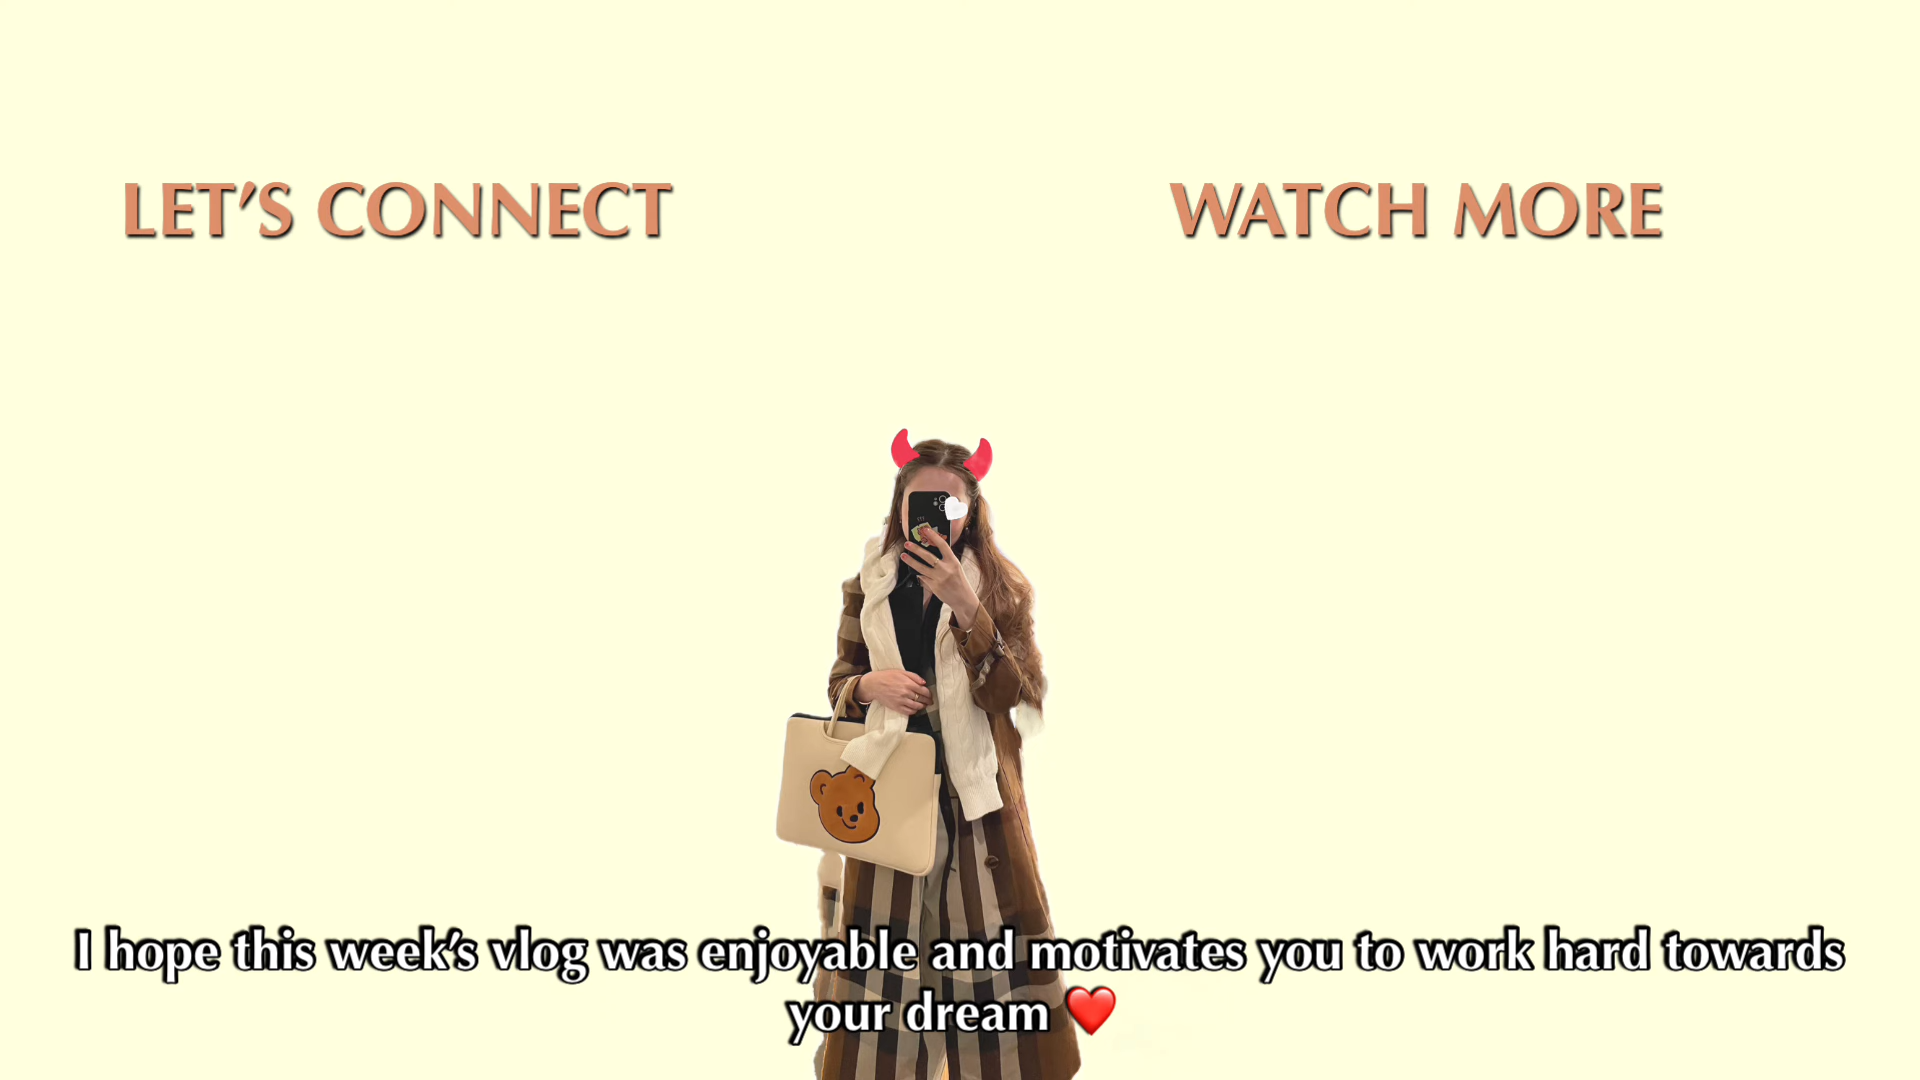 LET’S CONNECT
WATCH MORE
I hope this week’s vlog was enjoyable and motivates you to work hard towards
your dream ❤️